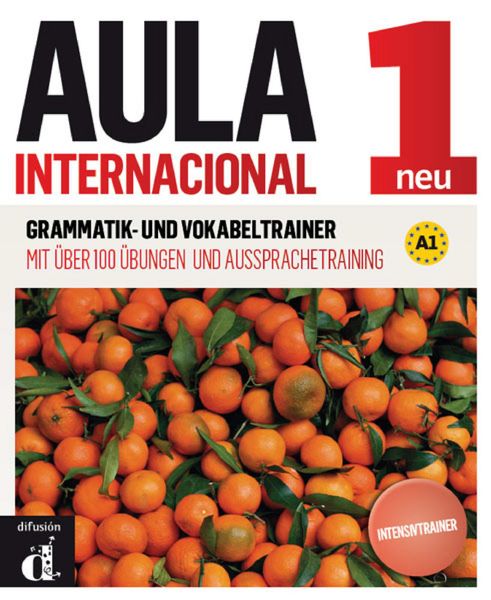 AULA
INTERNACIONAL
1
neu
GRAMMATIK- UND VOKABELTRAINER
MIT ÜBER 100 ÜBUNGEN UND AUSSPRACHETRAINING
A1
INTENSIVTRAINER
difusión
d